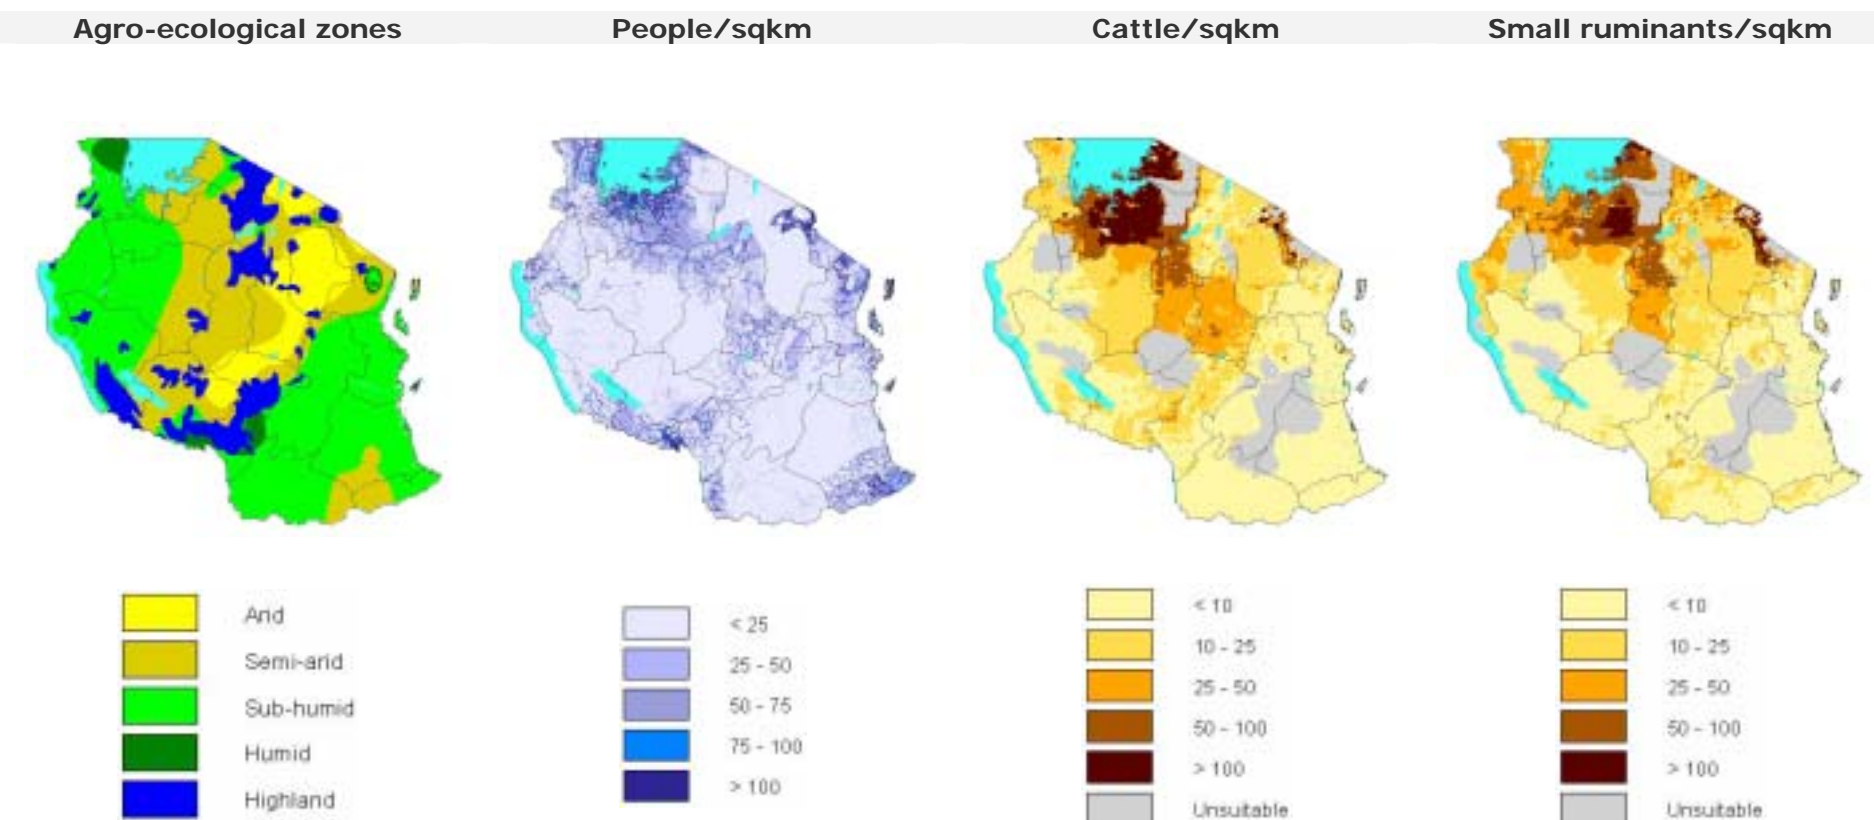 Agro-ecological zones
People/sqkm
Cattle/sqkm
Small ruminants/sqkm
Arid
Semi-arid
Sub-humid
Humid
Highland
< 25
25 - 50
50 - 75
75 - 100
> 100
< 10
10 - 25
25 - 50
50 - 100
> 100
Unsuitable
< 10
10 - 25
25 - 50
50 - 100
> 100
Unsuitable